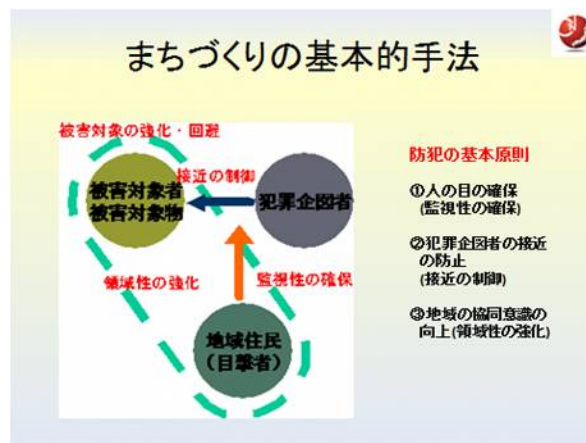 まちづくりの基本的手法
被害対象の強化・回避
接近の制御
被害対象者
被害対象物
犯罪企図者
領域性の強化
監視性の確保
地域住民
（目撃者）
防犯の基本原則
①人の目の確保
(監視性の確保)
②犯罪企図者の接近
の防止
(接近の制御)
③地域の協同意識の
向上(領域性の強化)